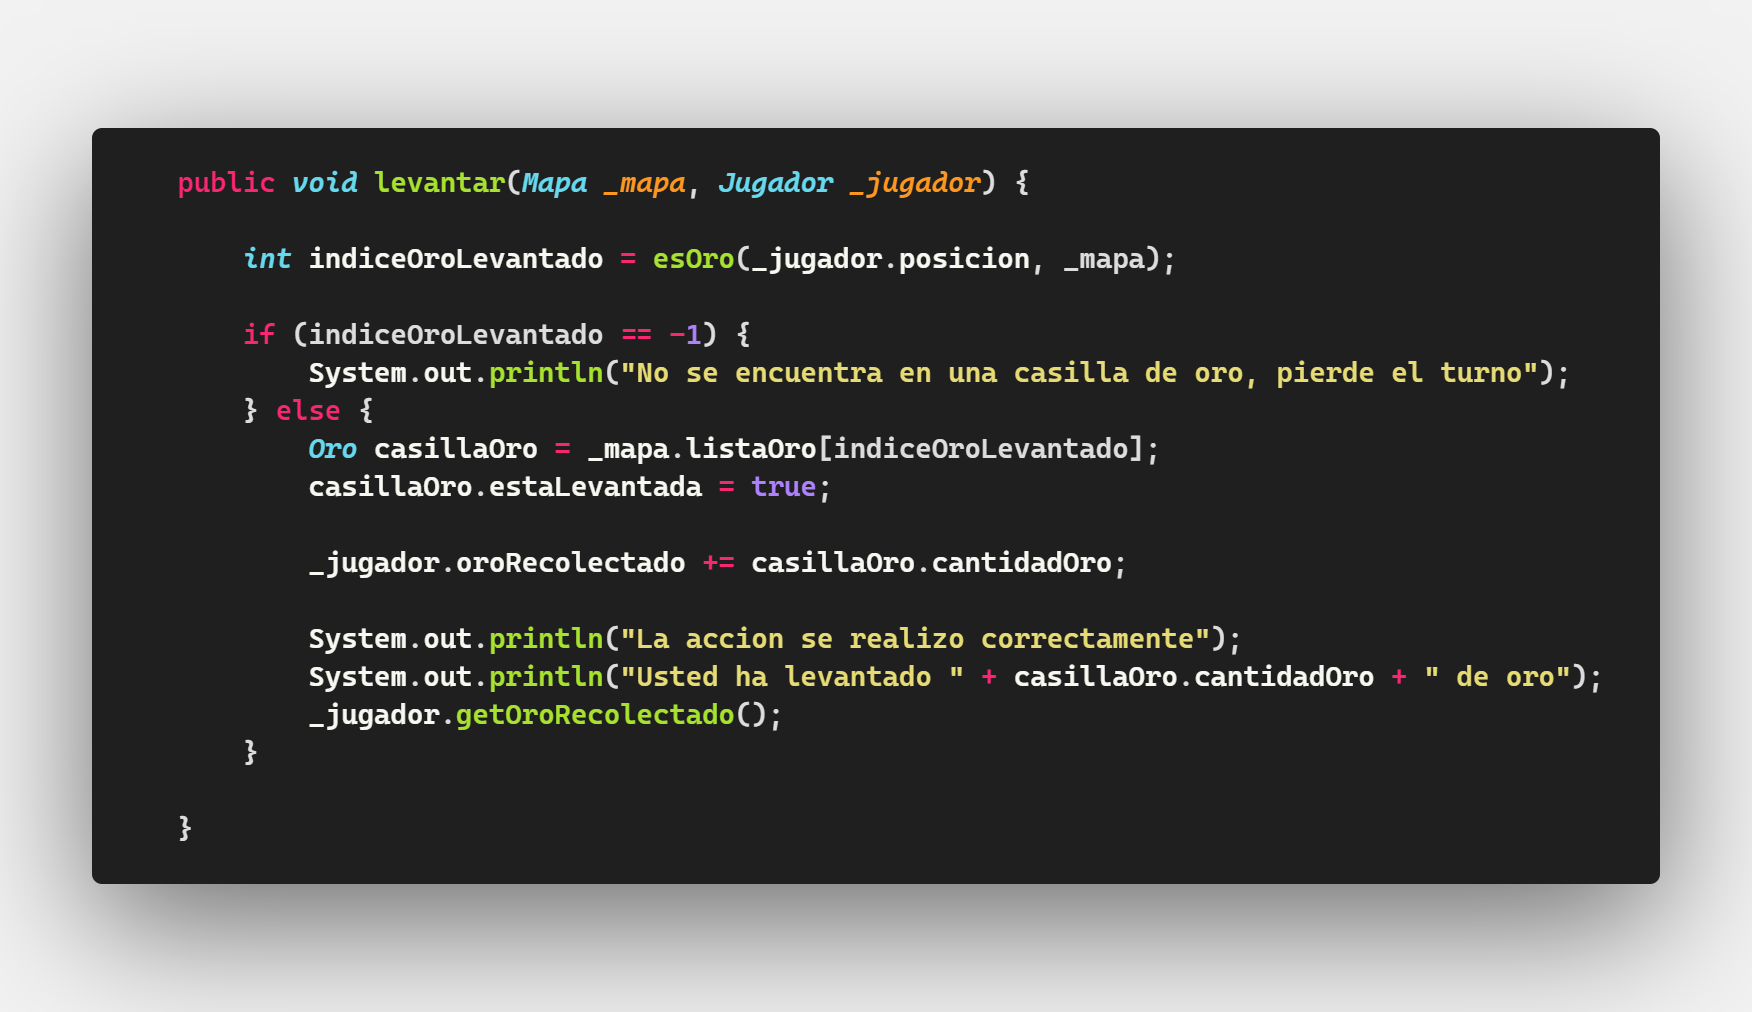 public void levantar(Mapa _mapa, Jugador _jugador) {
int indiceOroLevantado = esOro(_jugador.posicion, _mapa);
if (indiceOroLevantado == -1) {
System.out.println("No se encuentra en una casilla de oro, pierde el turno");
} else {
Oro casillaOro = _mapa.listaOro[indiceOroLevantado];
casillaOro.estaLevantada = true;
_jugador.oroRecolectado += casillaOro.cantidadOro;
System.out.println("La accion se realizo correctamente");
System.out.println("Usted ha levantado " + casillaOro.cantidadOro + " de oro");
_jugador.getOroRecolectado();
}
}